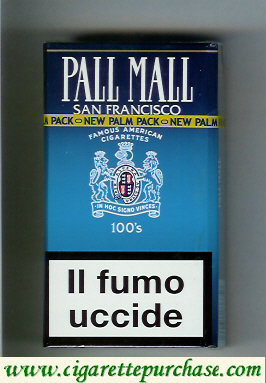 PALL MALL
SAN FRANCISCO
A PACK NEW PALM PACK NEW PALM
FAMOUS AMERICAN
CIGARETTES
IN HOC SIGNO VINCES
100's
Il fumo
uccide
www.cigarettepurchase.com